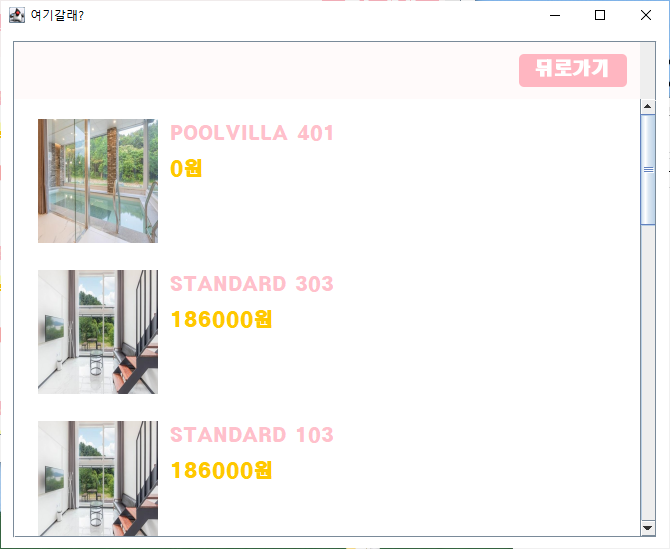 여기갈래?
뒤로가기
POOLVILLA 401
0원
STANDARD 303
186000원
STANDARD 103
186000원